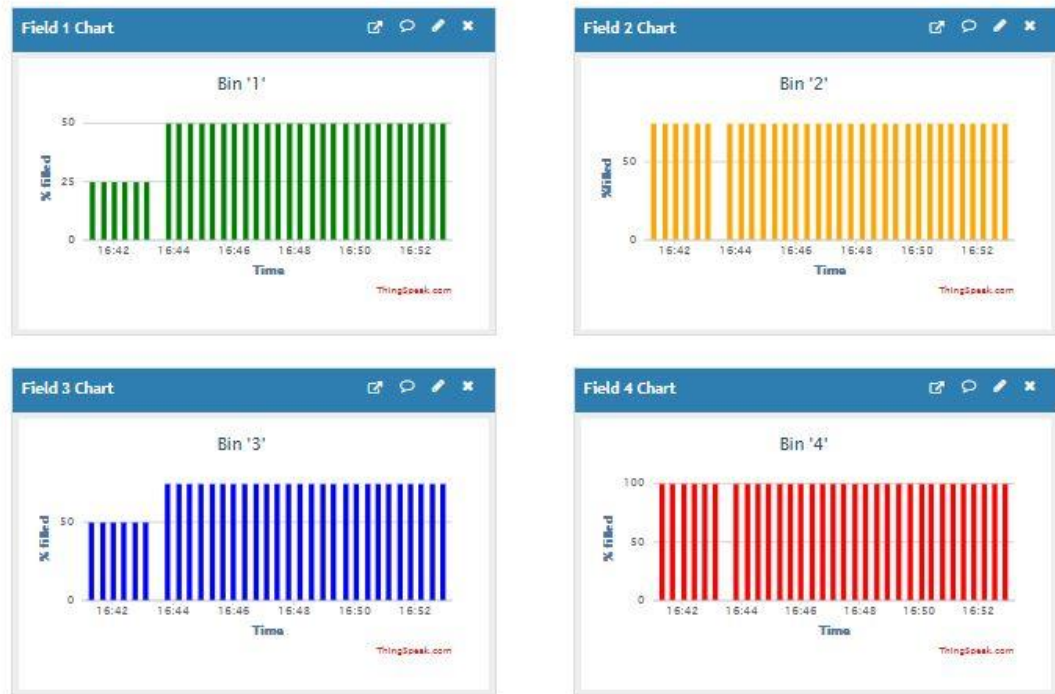 Field 1 Chart
Bin '1'
% filled
50
25
0
16:42 16:44 16:46 16:48 16:50 16:52
Time
ThingSpeak.com
Field 2 Chart
Bin '2'
%filled
50
0
16:42 16:44 16:46 16:48 16:50 16:52
Time
ThingSpeak.com
Field 3 Chart
Bin '3'
% filled
50
0
16:42 16:44 16:46 16:48 16:50 16:52
Time
ThingSpeak.com
Field 4 Chart
Bin '4'
% filled
100
50
0
16:42 16:44 16:46 16:48 16:50 16:52
Time
ThingSpeak.com